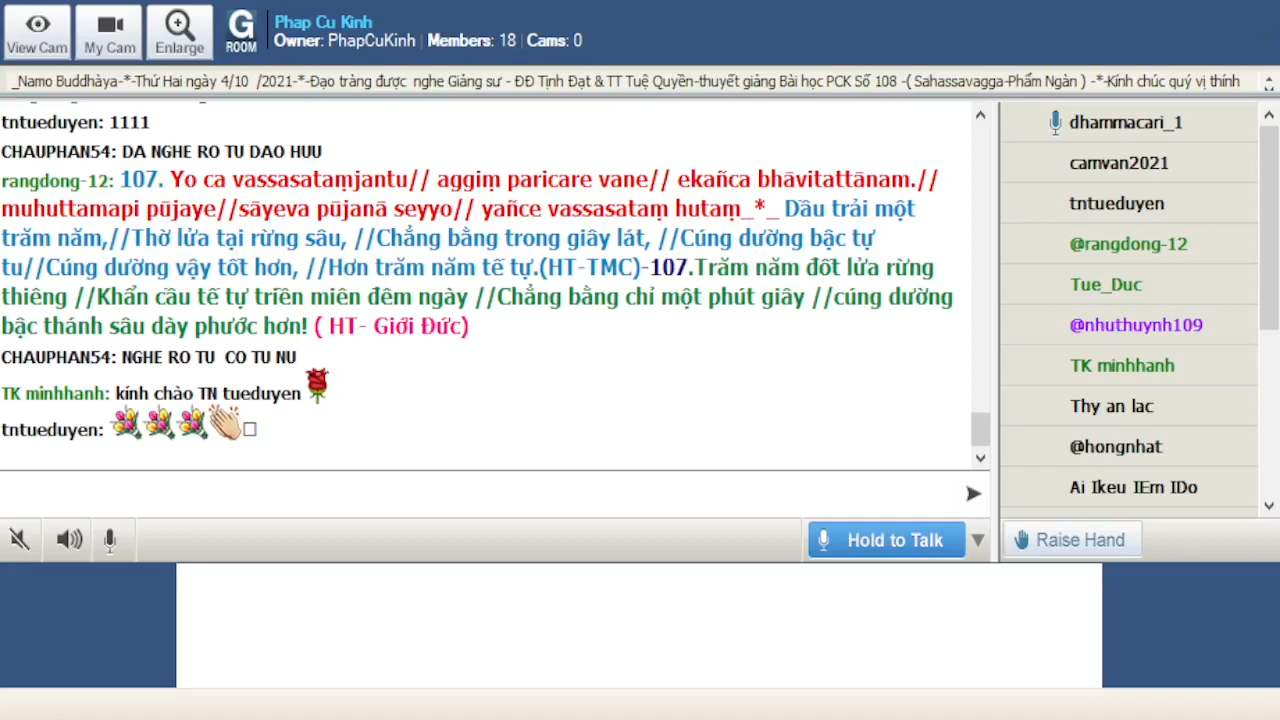 View Cam
My Cam
Enlarge
G
ROOM
Phap Cu Kinh
Owner: PhapCuKinh | Members: 18 | Cams: 0
_Namo Buddhàya-*-Thứ Hai ngày 4/10 /2021-*-Đạo tràng được nghe Giảng sư - ĐĐ Tịnh Đạt & TT Tuệ Quyền-thuyết giảng Bài học PCK Số 108 -( Sahassavagga-Phẩm Ngàn ) -*-Kính chúc quý vị thính
tntueduyen: 1111
CHAUPHAN54: DA NGHE RO TU DAO HUU
rangdong-12: 107. Yo ca vassasataṃjantu// aggiṃ paricare vane// ekañca bhāvitattānam.//
muhuttamapi pūjaye//sāyeva pūjanā seyyo// yañce vassasataṃ hutaṃ_*_ Dầu trải một
trăm năm,//Thờ lửa tại rừng sâu, //Chẳng bằng trong giây lát, //Cúng dường bậc tự
tu//Cúng dường vậy tốt hơn, //Hơn trăm năm tế tự.(HT-TMC)-107.Trăm năm đốt lửa rừng
thiêng //Khẩn cầu tế tự triền miên đêm ngày //Chẳng bằng chỉ một phút giây //cúng dường
bậc thánh sâu dày phước hơn! ( HT- Giới Đức)
CHAUPHAN54: NGHE RO TU CO TU NU
TK minhhanh: kính chào TN tueduyen
tntueduyen:
Hold to Talk
dhammacari_1
camvan2021
tntueduyen
@rangdong-12
Tue_Duc
@nhuthuynh109
TK minhhanh
Thy an lac
@hongnhat
Ai Ikeu IEm IDo
Raise Hand